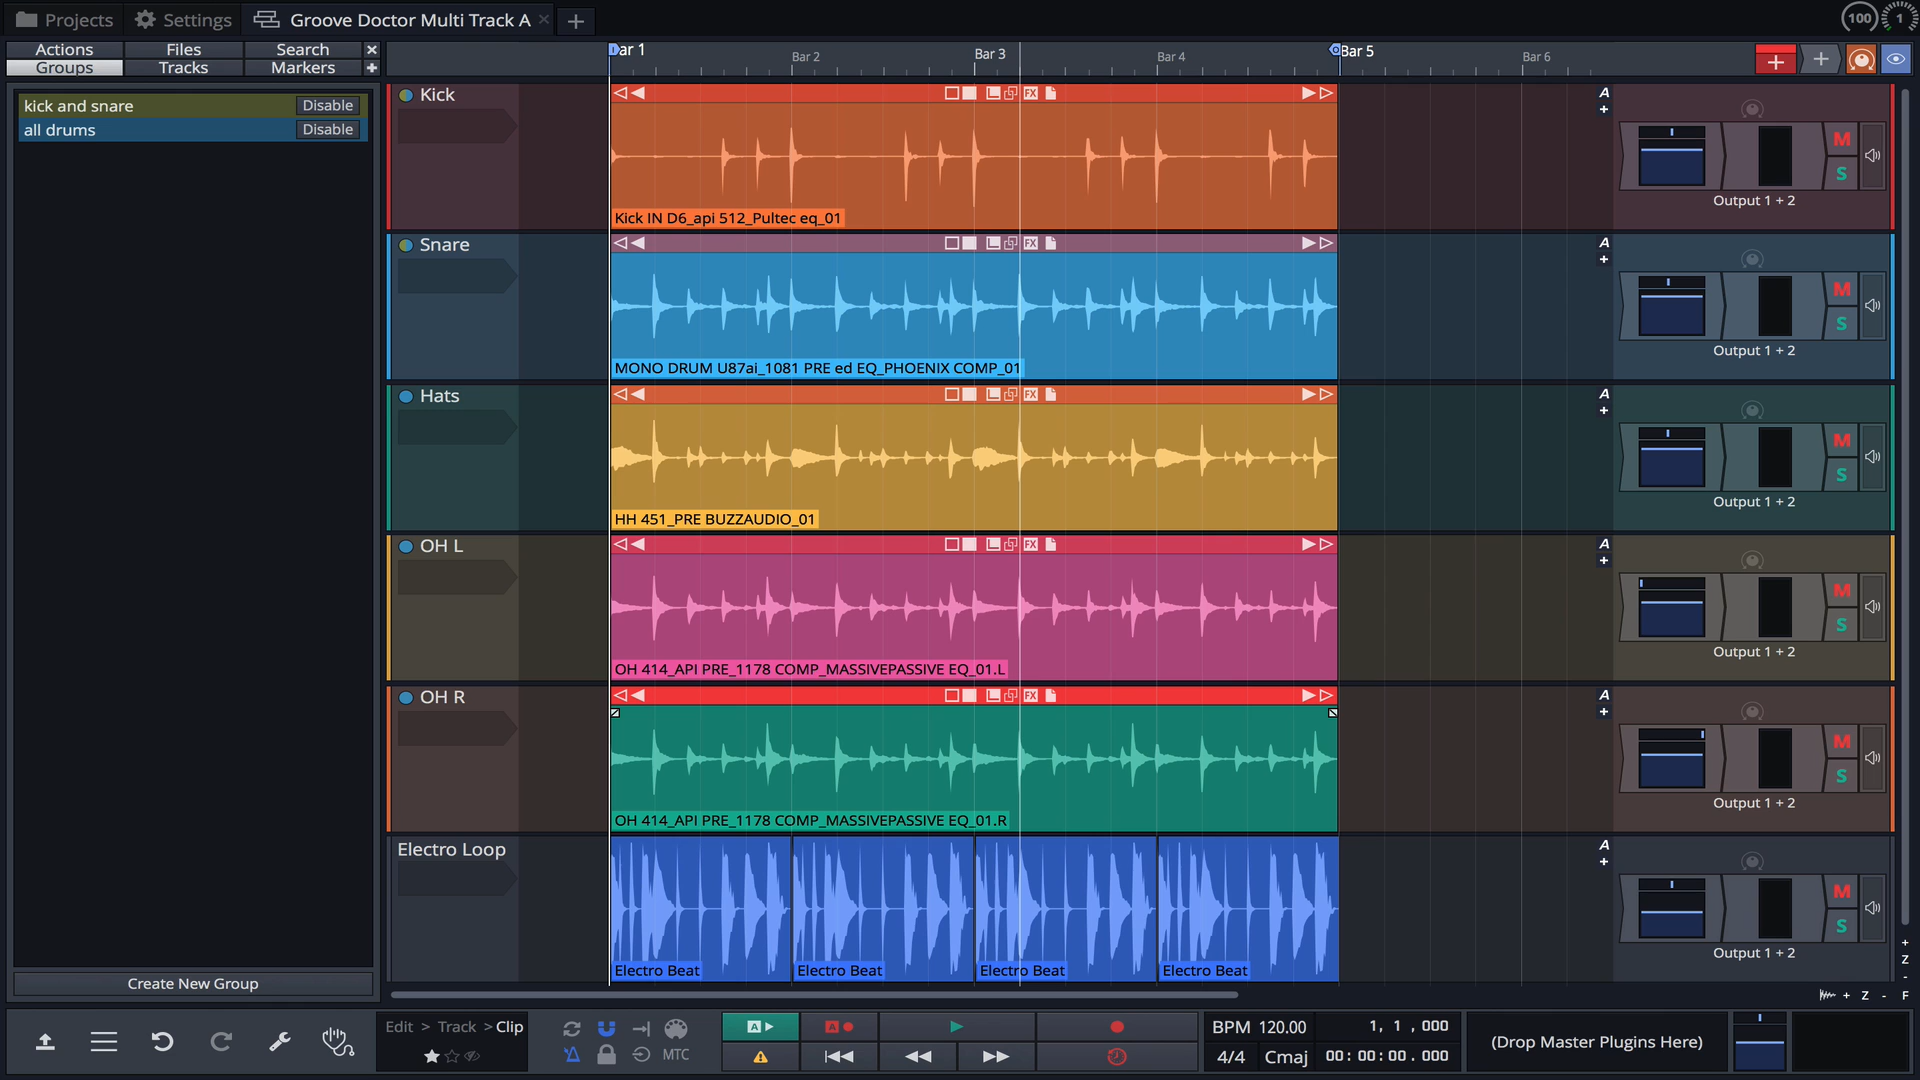 Projects
Settings
Groove Doctor Multi Track A
100
1
Actions
Files
Search
Groups
Tracks
Markers
ar 1
Bar 2
Bar 3
Bar 4
Bar 5
Bar 6
kick and snare
Disable
all drums
Disable
Kick
FX
Kick IN D6_api 512_Pultec eq_01
A
M
S
Output 1 + 2
Snare
FX
MONO DRUM U87ai_1081 PRE ed EQ_PHOENIX COMP_01
A
M
S
Output 1 + 2
Hats
FX
HH 451_PRE BUZZAUDIO_01
A
M
S
Output 1 + 2
OH L
FX
OH 414_API PRE_1178 COMP_MASSIVEPASSIVE EQ_01.L
A
M
S
Output 1 + 2
OH R
FX
OH 414_API PRE_1178 COMP_MASSIVEPASSIVE EQ_01.R
A
M
S
Output 1 + 2
Electro Loop
Electro Beat
Electro Beat
Electro Beat
Electro Beat
A
M
S
Output 1 + 2
+
Z
-
+ Z - F
Create New Group
Edit > Track > Clip
MTC
A
A
BPM 120.00
1, 1 , 000
4/4 Cmaj
00: 00: 00. 000
(Drop Master Plugins Here)